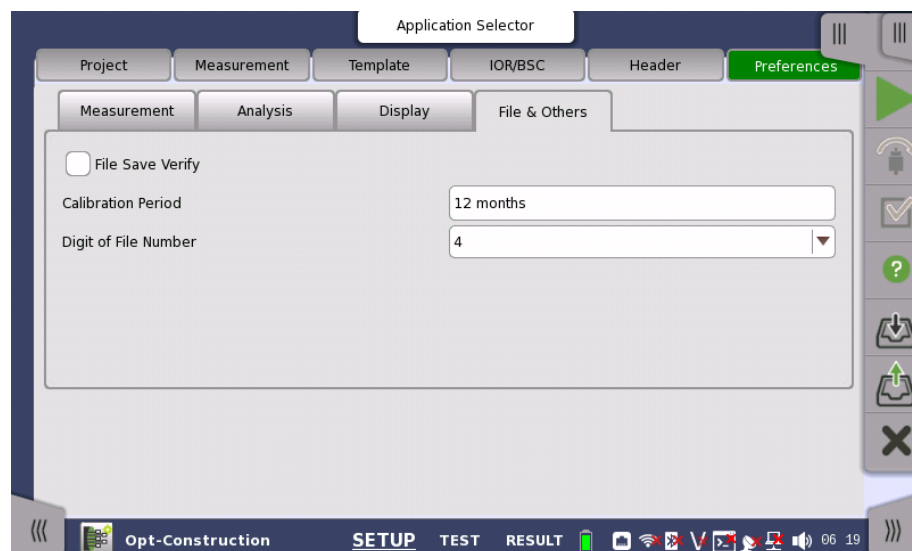 Application Selector
Project Measurement Template IOR/BSC Header Preferences
Measurement Analysis Display File & Others
File Save Verify
Calibration Period 12 months
Digit of File Number 4
Opt-Construction SETUP TEST RESULT 06 19